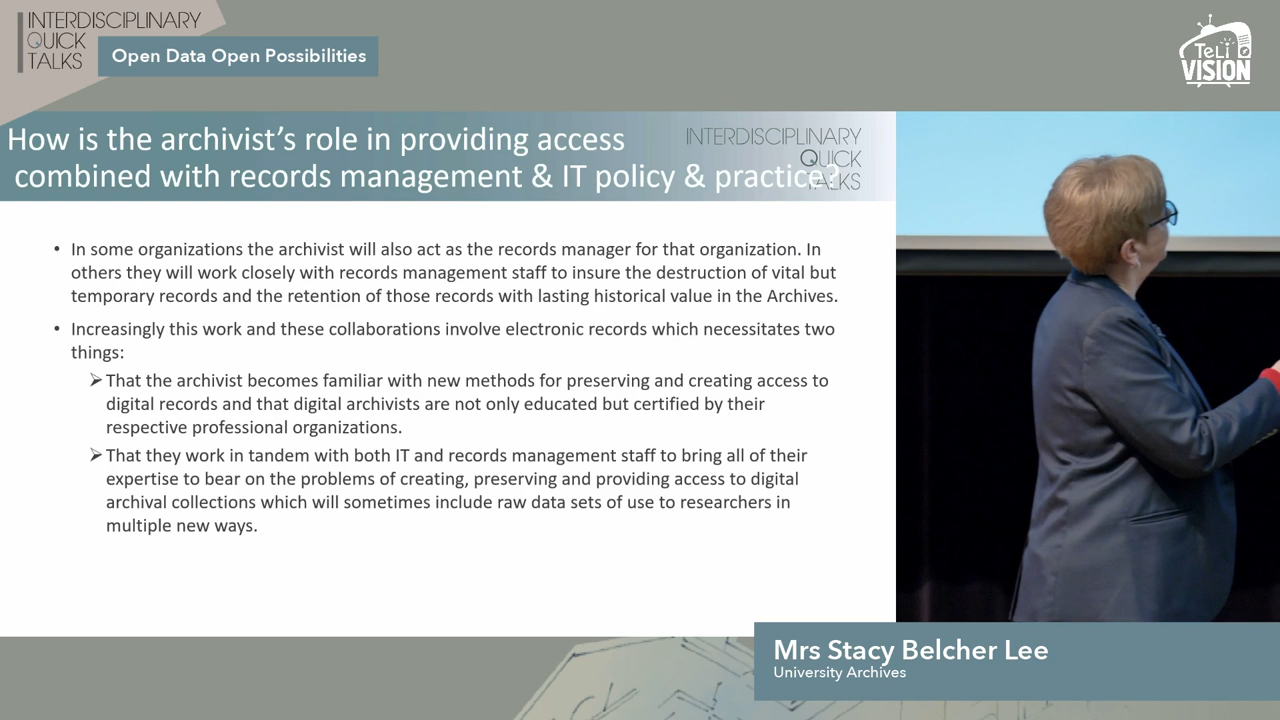 INTERDISCIPLINARY
QUICK
TALKS
Open Data Open Possibilities
TeLi
VISION
How is the archivist's role in providing access
combined with records management & IT policy & practice?
INTERDISCIPLINARY
QUICK
TALKS
• In some organizations the archivist will also act as the records manager for that organization. In
others they will work closely with records management staff to insure the destruction of vital but
temporary records and the retention of those records with lasting historical value in the Archives.
• Increasingly this work and these collaborations involve electronic records which necessitates two
things:
➢ That the archivist becomes familiar with new methods for preserving and creating access to
digital records and that digital archivists are not only educated but certified by their
respective professional organizations.
➢ That they work in tandem with both IT and records management staff to bring all of their
expertise to bear on the problems of creating, preserving and providing access to digital
archival collections which will sometimes include raw data sets of use to researchers in
multiple new ways.
Mrs Stacy Belcher Lee
University Archives